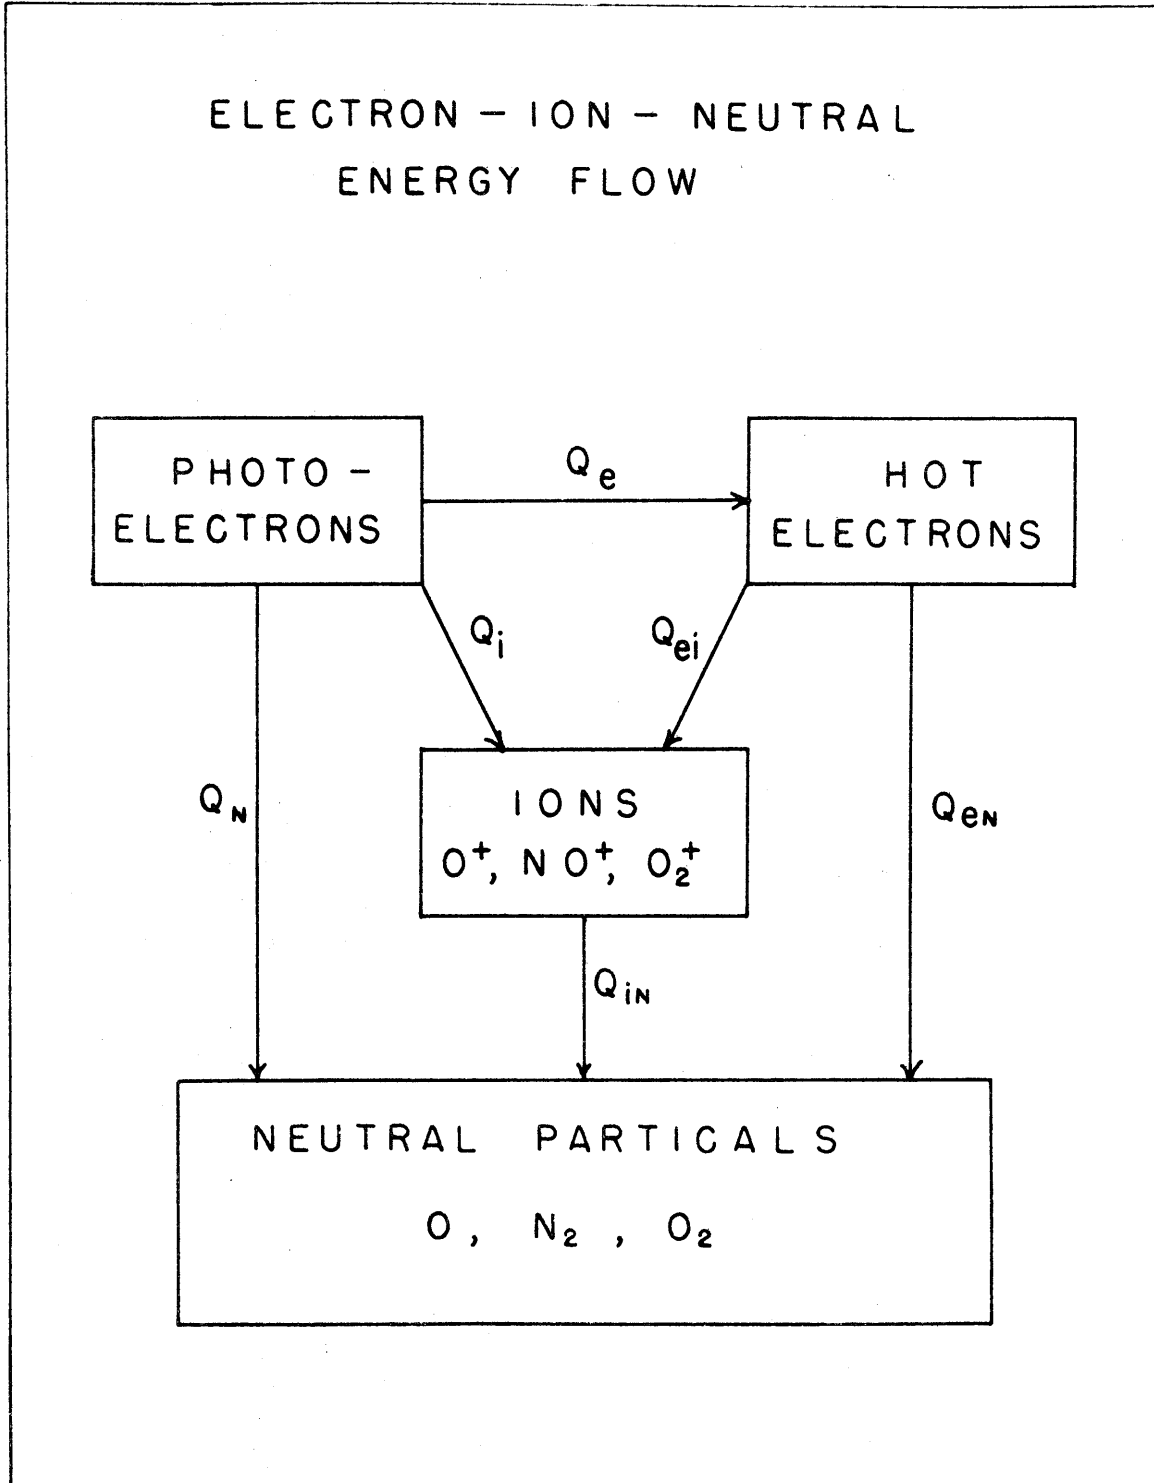 ELECTRON - ION - NEUTRAL
ENERGY FLOW
PHOTO -
ELECTRONS
Qe
HOT
ELECTRONS
Qi
Qei
QN
IONS
O⁺, NO⁺, O₂⁺
QeN
QiN
NEUTRAL PARTICALS
O, N₂, O₂